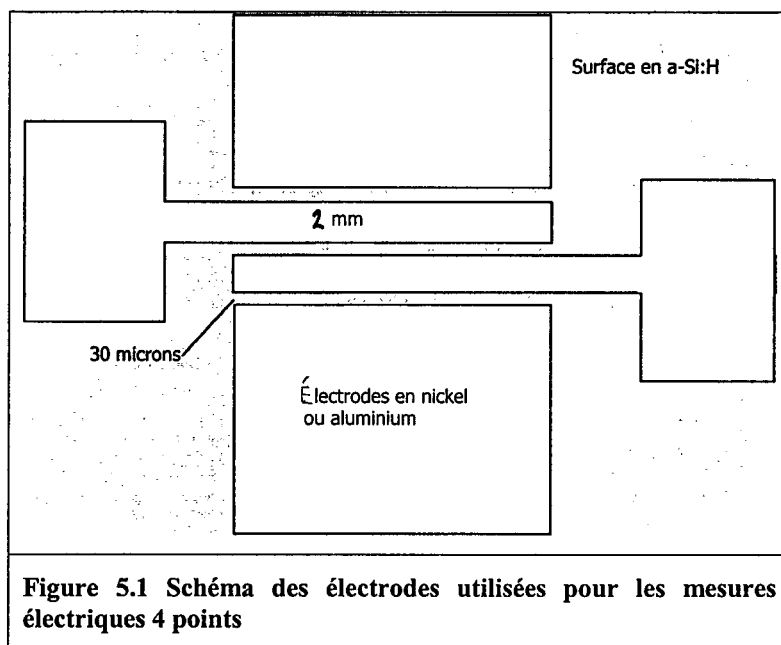 Surface en a-Si:H
2 mm
30 microns
Électrodes en nickel
ou aluminium
Figure 5.1 Schéma des électrodes utilisées pour les mesures
électriques 4 points